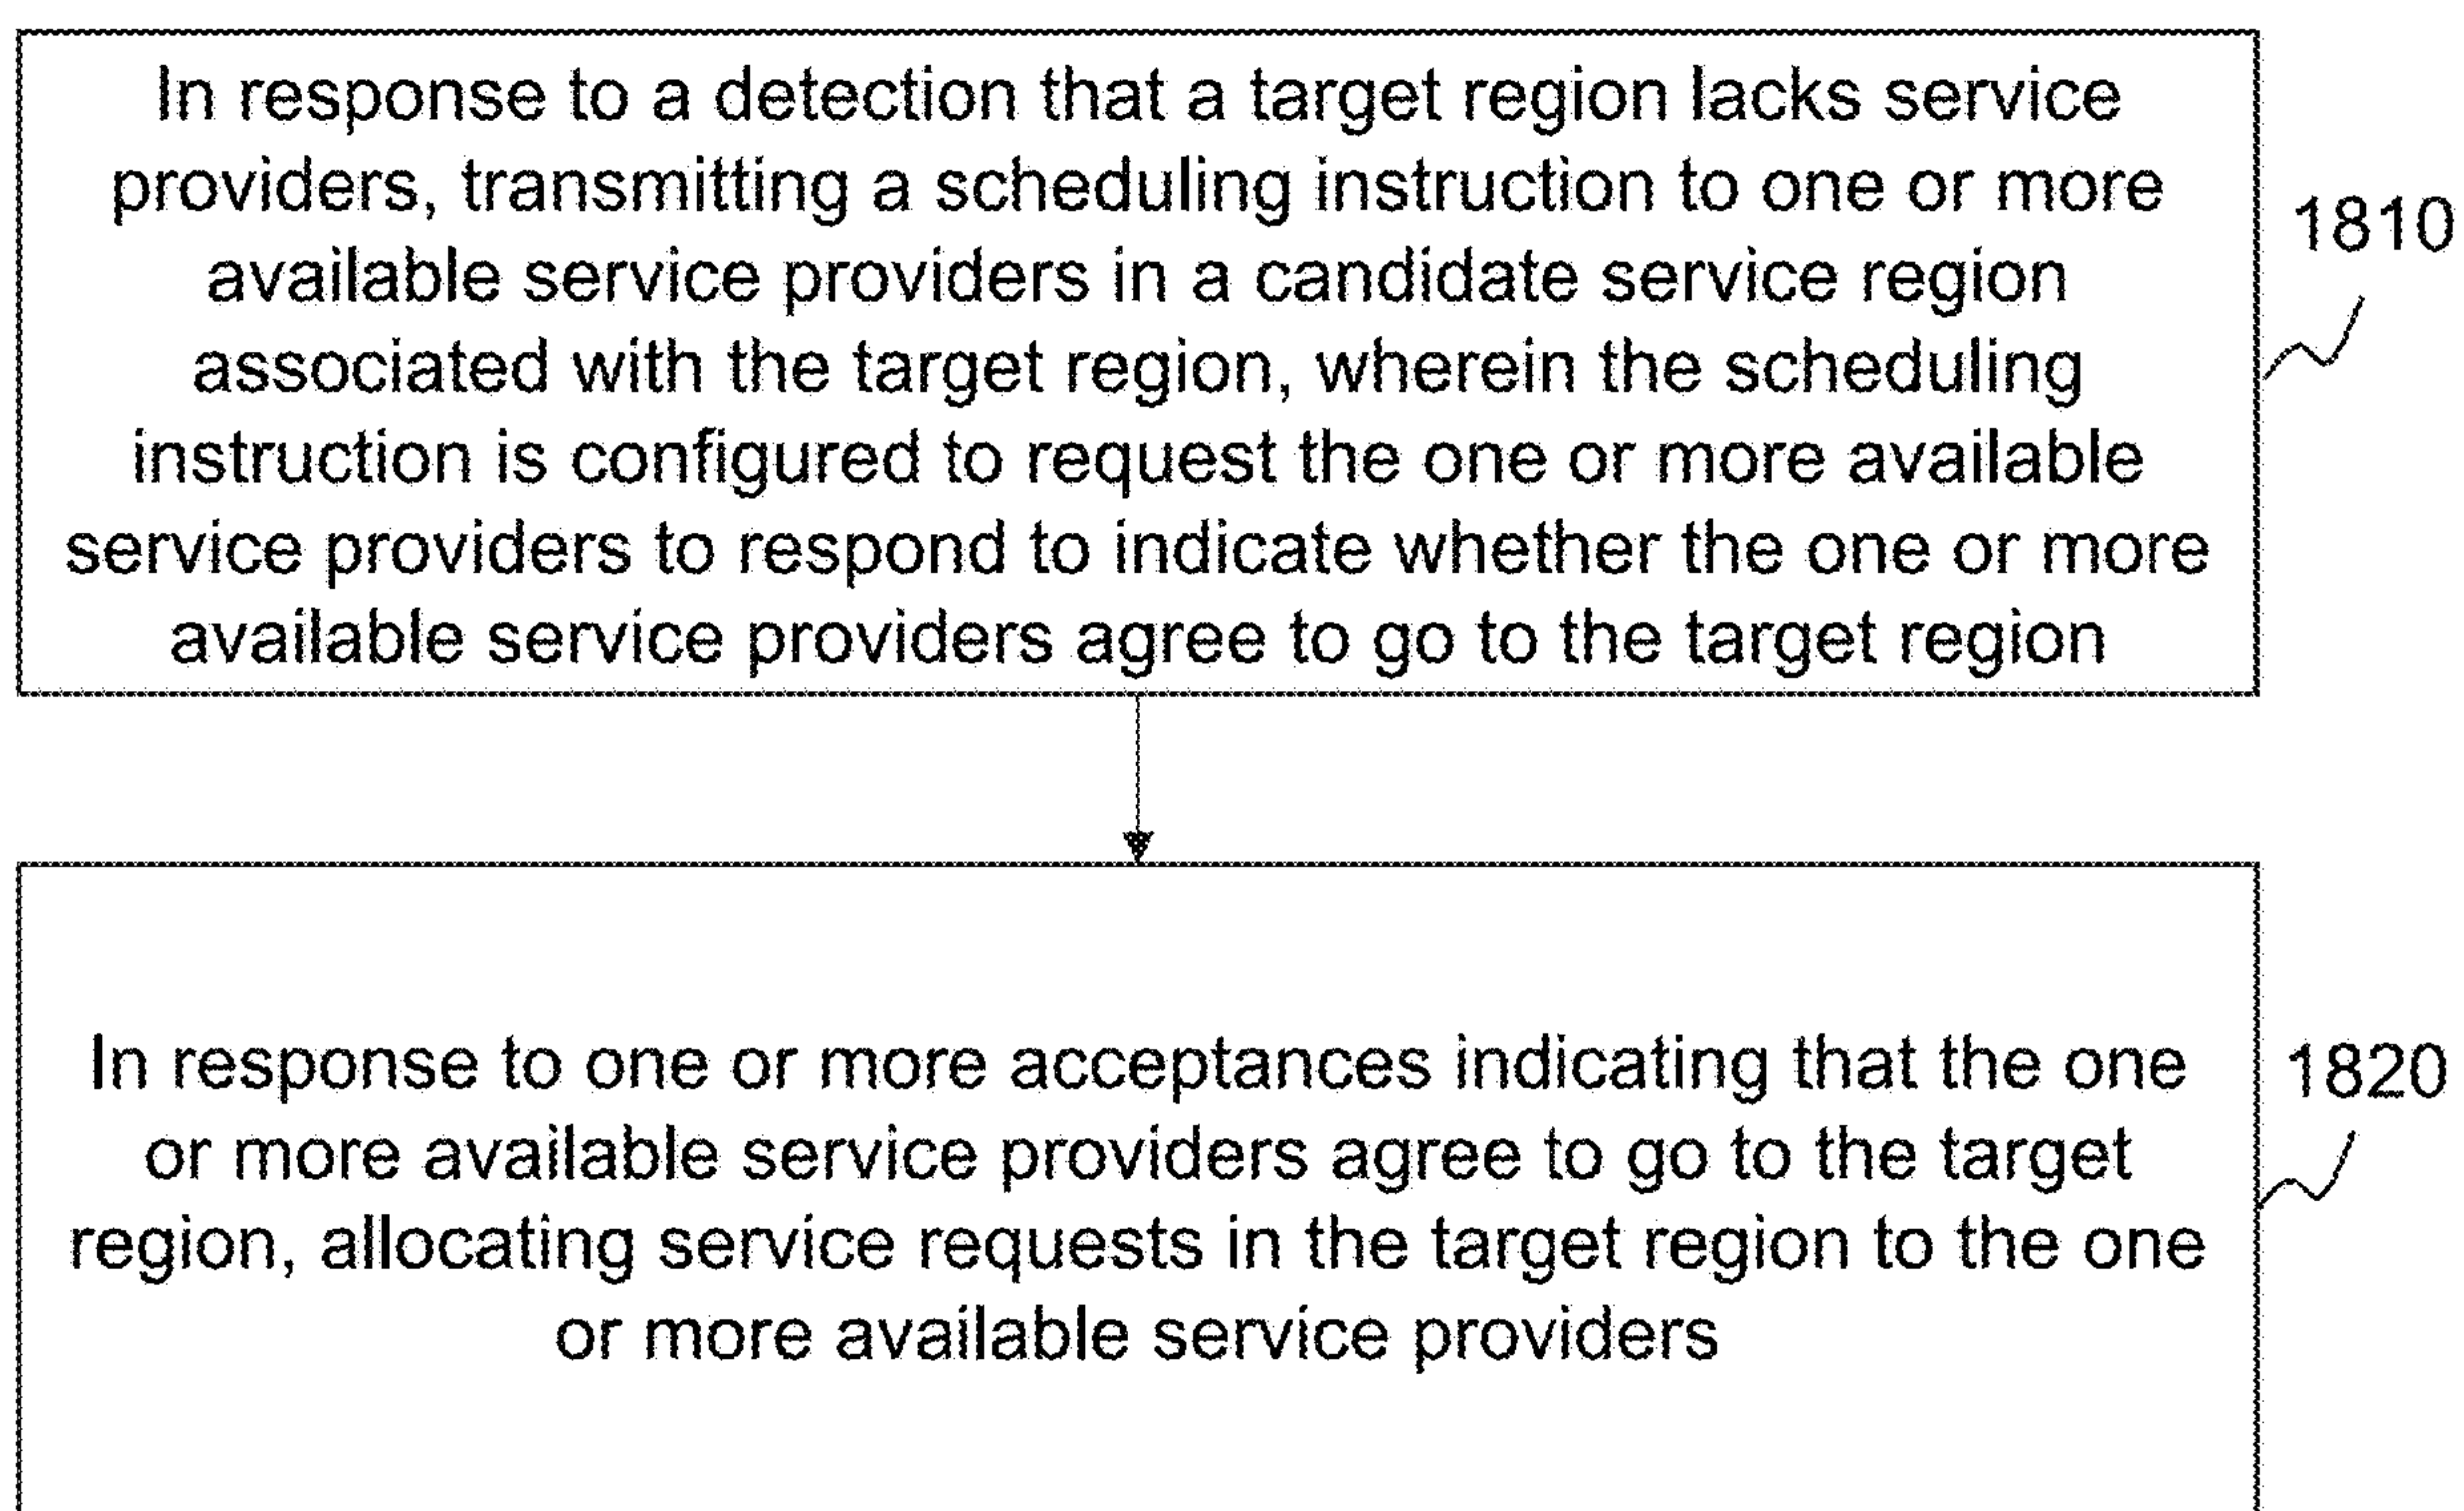 In response to a detection that a target region lacks service
providers, transmitting a scheduling instruction to one or more
available service providers in a candidate service region
associated with the target region, wherein the scheduling
instruction is configured to request the one or more available
service providers to respond to indicate whether the one or more
available service providers agree to go to the target region
1810
In response to one or more acceptances indicating that the one
or more available service providers agree to go to the target
region, allocating service requests in the target region to the one
or more available service providers
1820